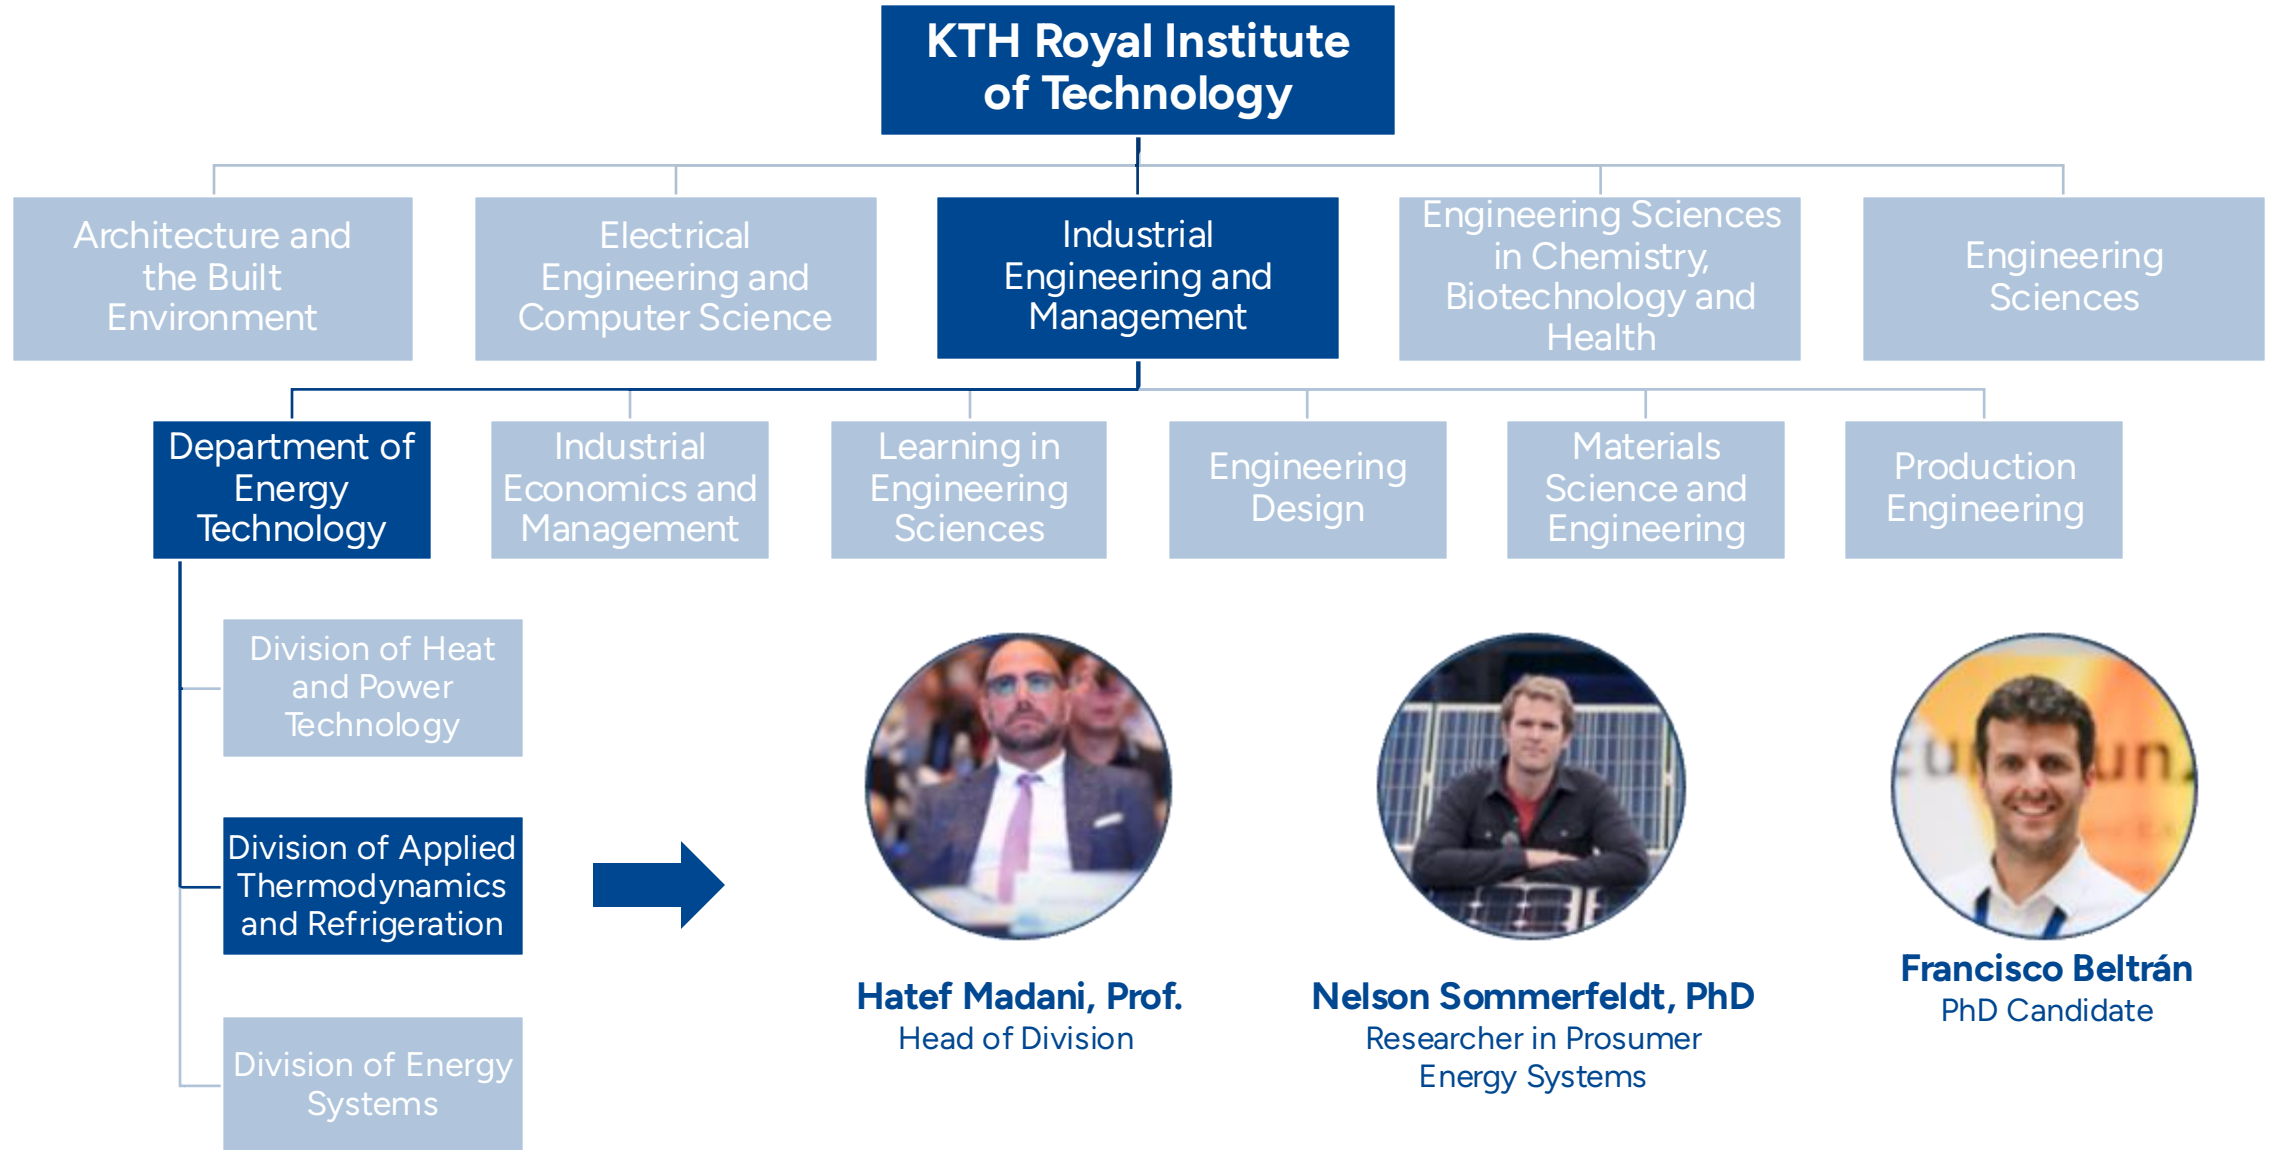 KTH Royal Institute
of Technology
Architecture and
the Built
Environment
Electrical
Engineering and
Computer Science
Industrial
Engineering and
Management
Engineering Sciences
in Chemistry,
Biotechnology and
Health
Engineering
Sciences
Department of
Energy
Technology
Industrial
Economics and
Management
Learning in
Engineering
Sciences
Engineering
Design
Materials
Science and
Engineering
Production
Engineering
Division of Heat
and Power
Technology
Division of Applied
Thermodynamics
and Refrigeration
Division of Energy
Systems
Hatef Madani, Prof.
Head of Division
Nelson Sommerfeldt, PhD
Researcher in Prosumer
Energy Systems
Francisco Beltrán
PhD Candidate